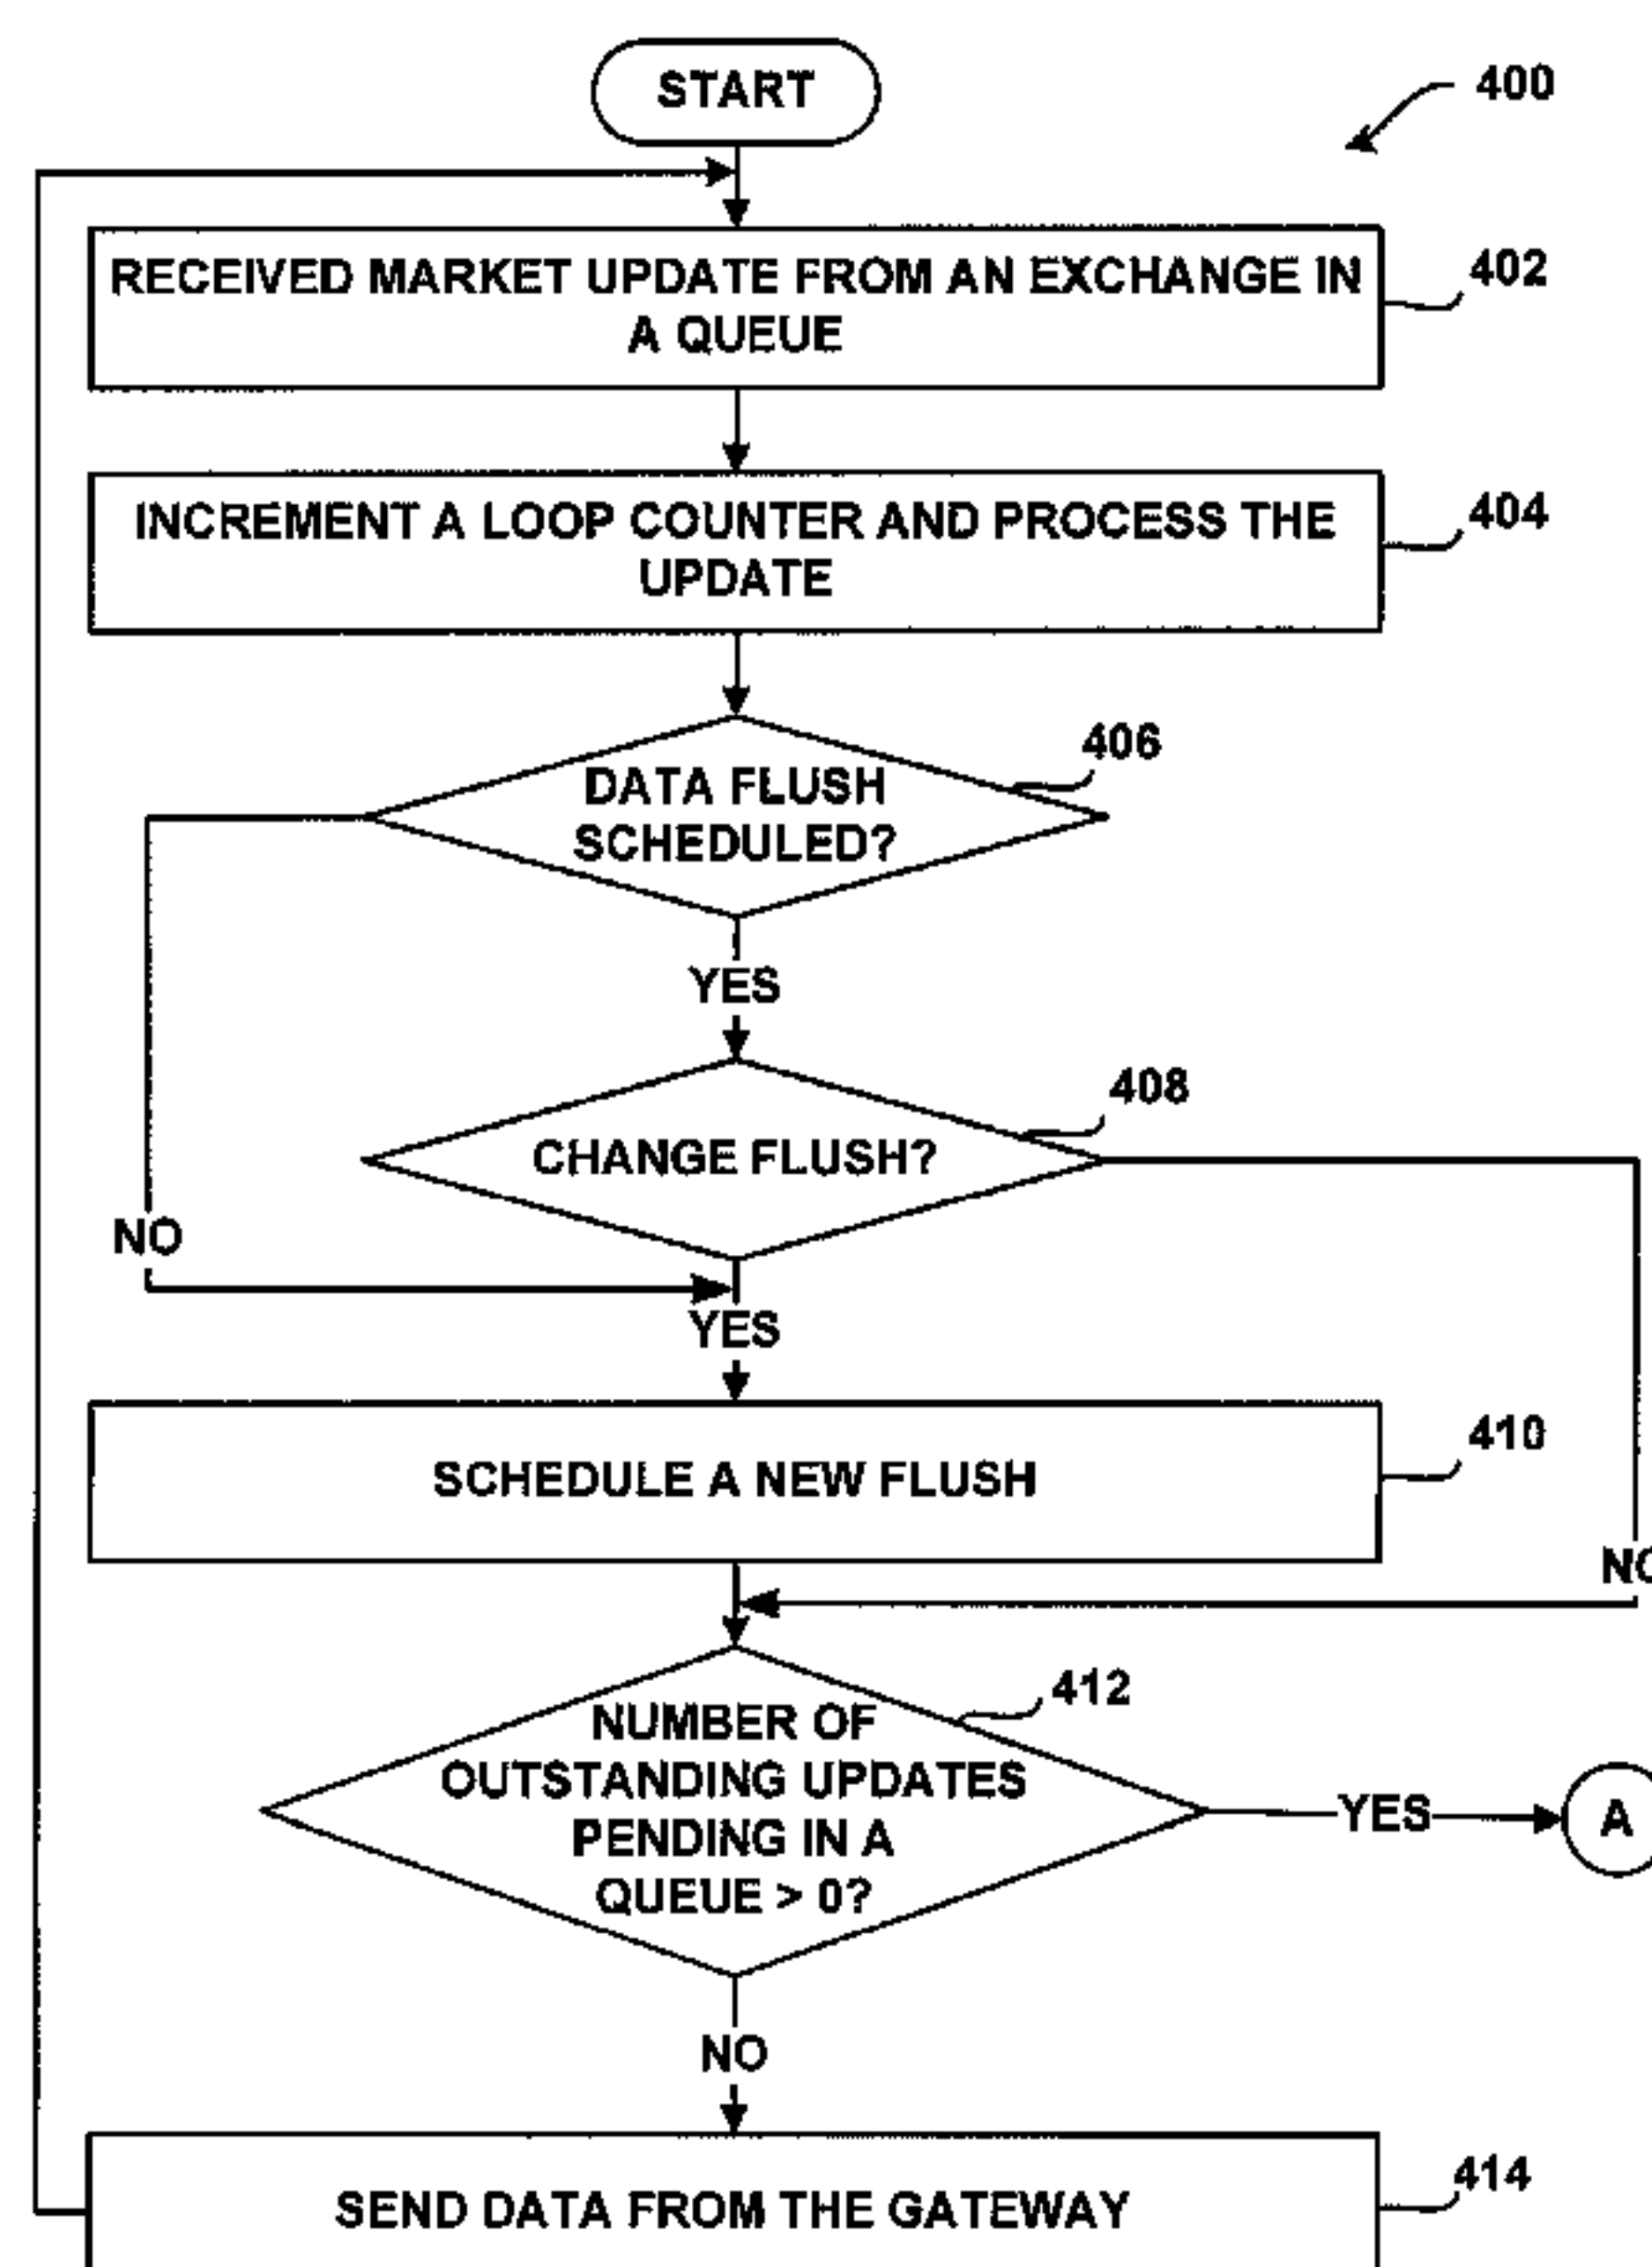 START
400
RECEIVED MARKET UPDATE FROM AN EXCHANGE IN
A QUEUE
402
INCREMENT A LOOP COUNTER AND PROCESS THE
UPDATE
404
DATA FLUSH
SCHEDULED?
406
YES
CHANGE FLUSH?
408
NO
YES
SCHEDULE A NEW FLUSH
410
NO
NUMBER OF
OUTSTANDING UPDATES
PENDING IN A
QUEUE > 0?
412
YES
A
NO
SEND DATA FROM THE GATEWAY
414